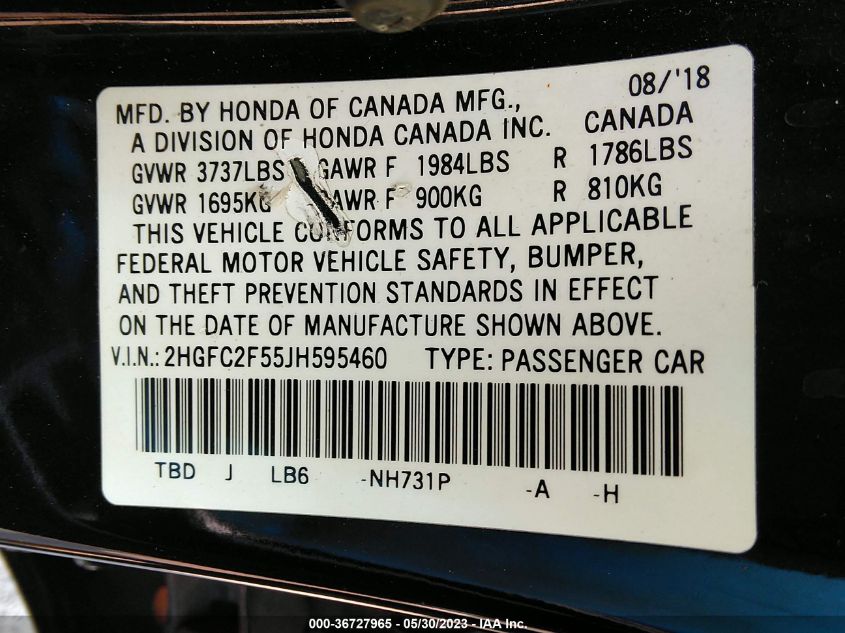 08/'18
MFD. BY HONDA OF CANADA MFG.,
A DIVISION OF HONDA CANADA INC. CANADA
GVWR 3737LBS GAWR F 1984LBS R 1786LBS
GVWR 1695KG GAWR F 900KG R 810KG
THIS VEHICLE CONFORMS TO ALL APPLICABLE
FEDERAL MOTOR VEHICLE SAFETY, BUMPER,
AND THEFT PREVENTION STANDARDS IN EFFECT
ON THE DATE OF MANUFACTURE SHOWN ABOVE.
V.I.N.: 2HGFC2F55JH595460 TYPE: PASSENGER CAR
TBD J LB6 -NH731P -A -H
000-36727965 - 05/30/2023 - IAA Inc.